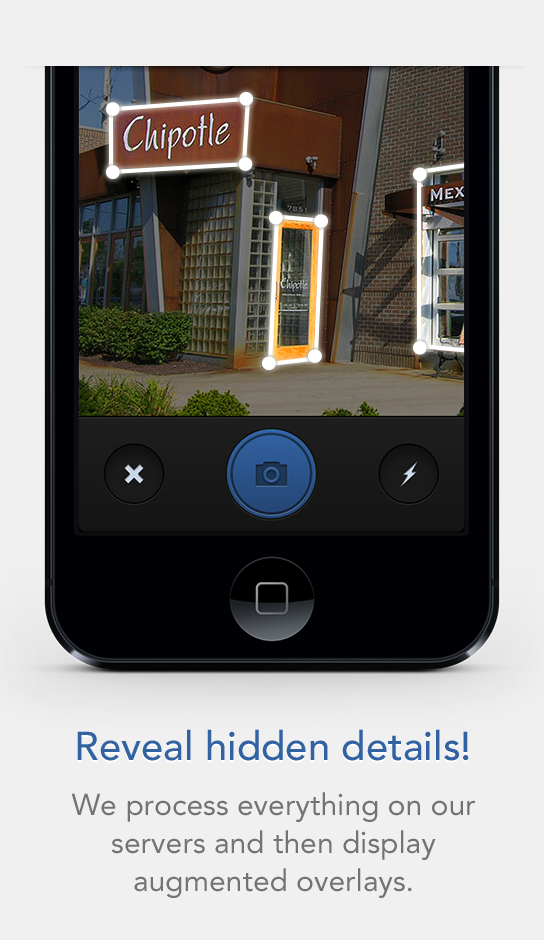 Chipotle
7851
MEX
Chipotle
Reveal hidden details!
We process everything on our
servers and then display
augmented overlays.